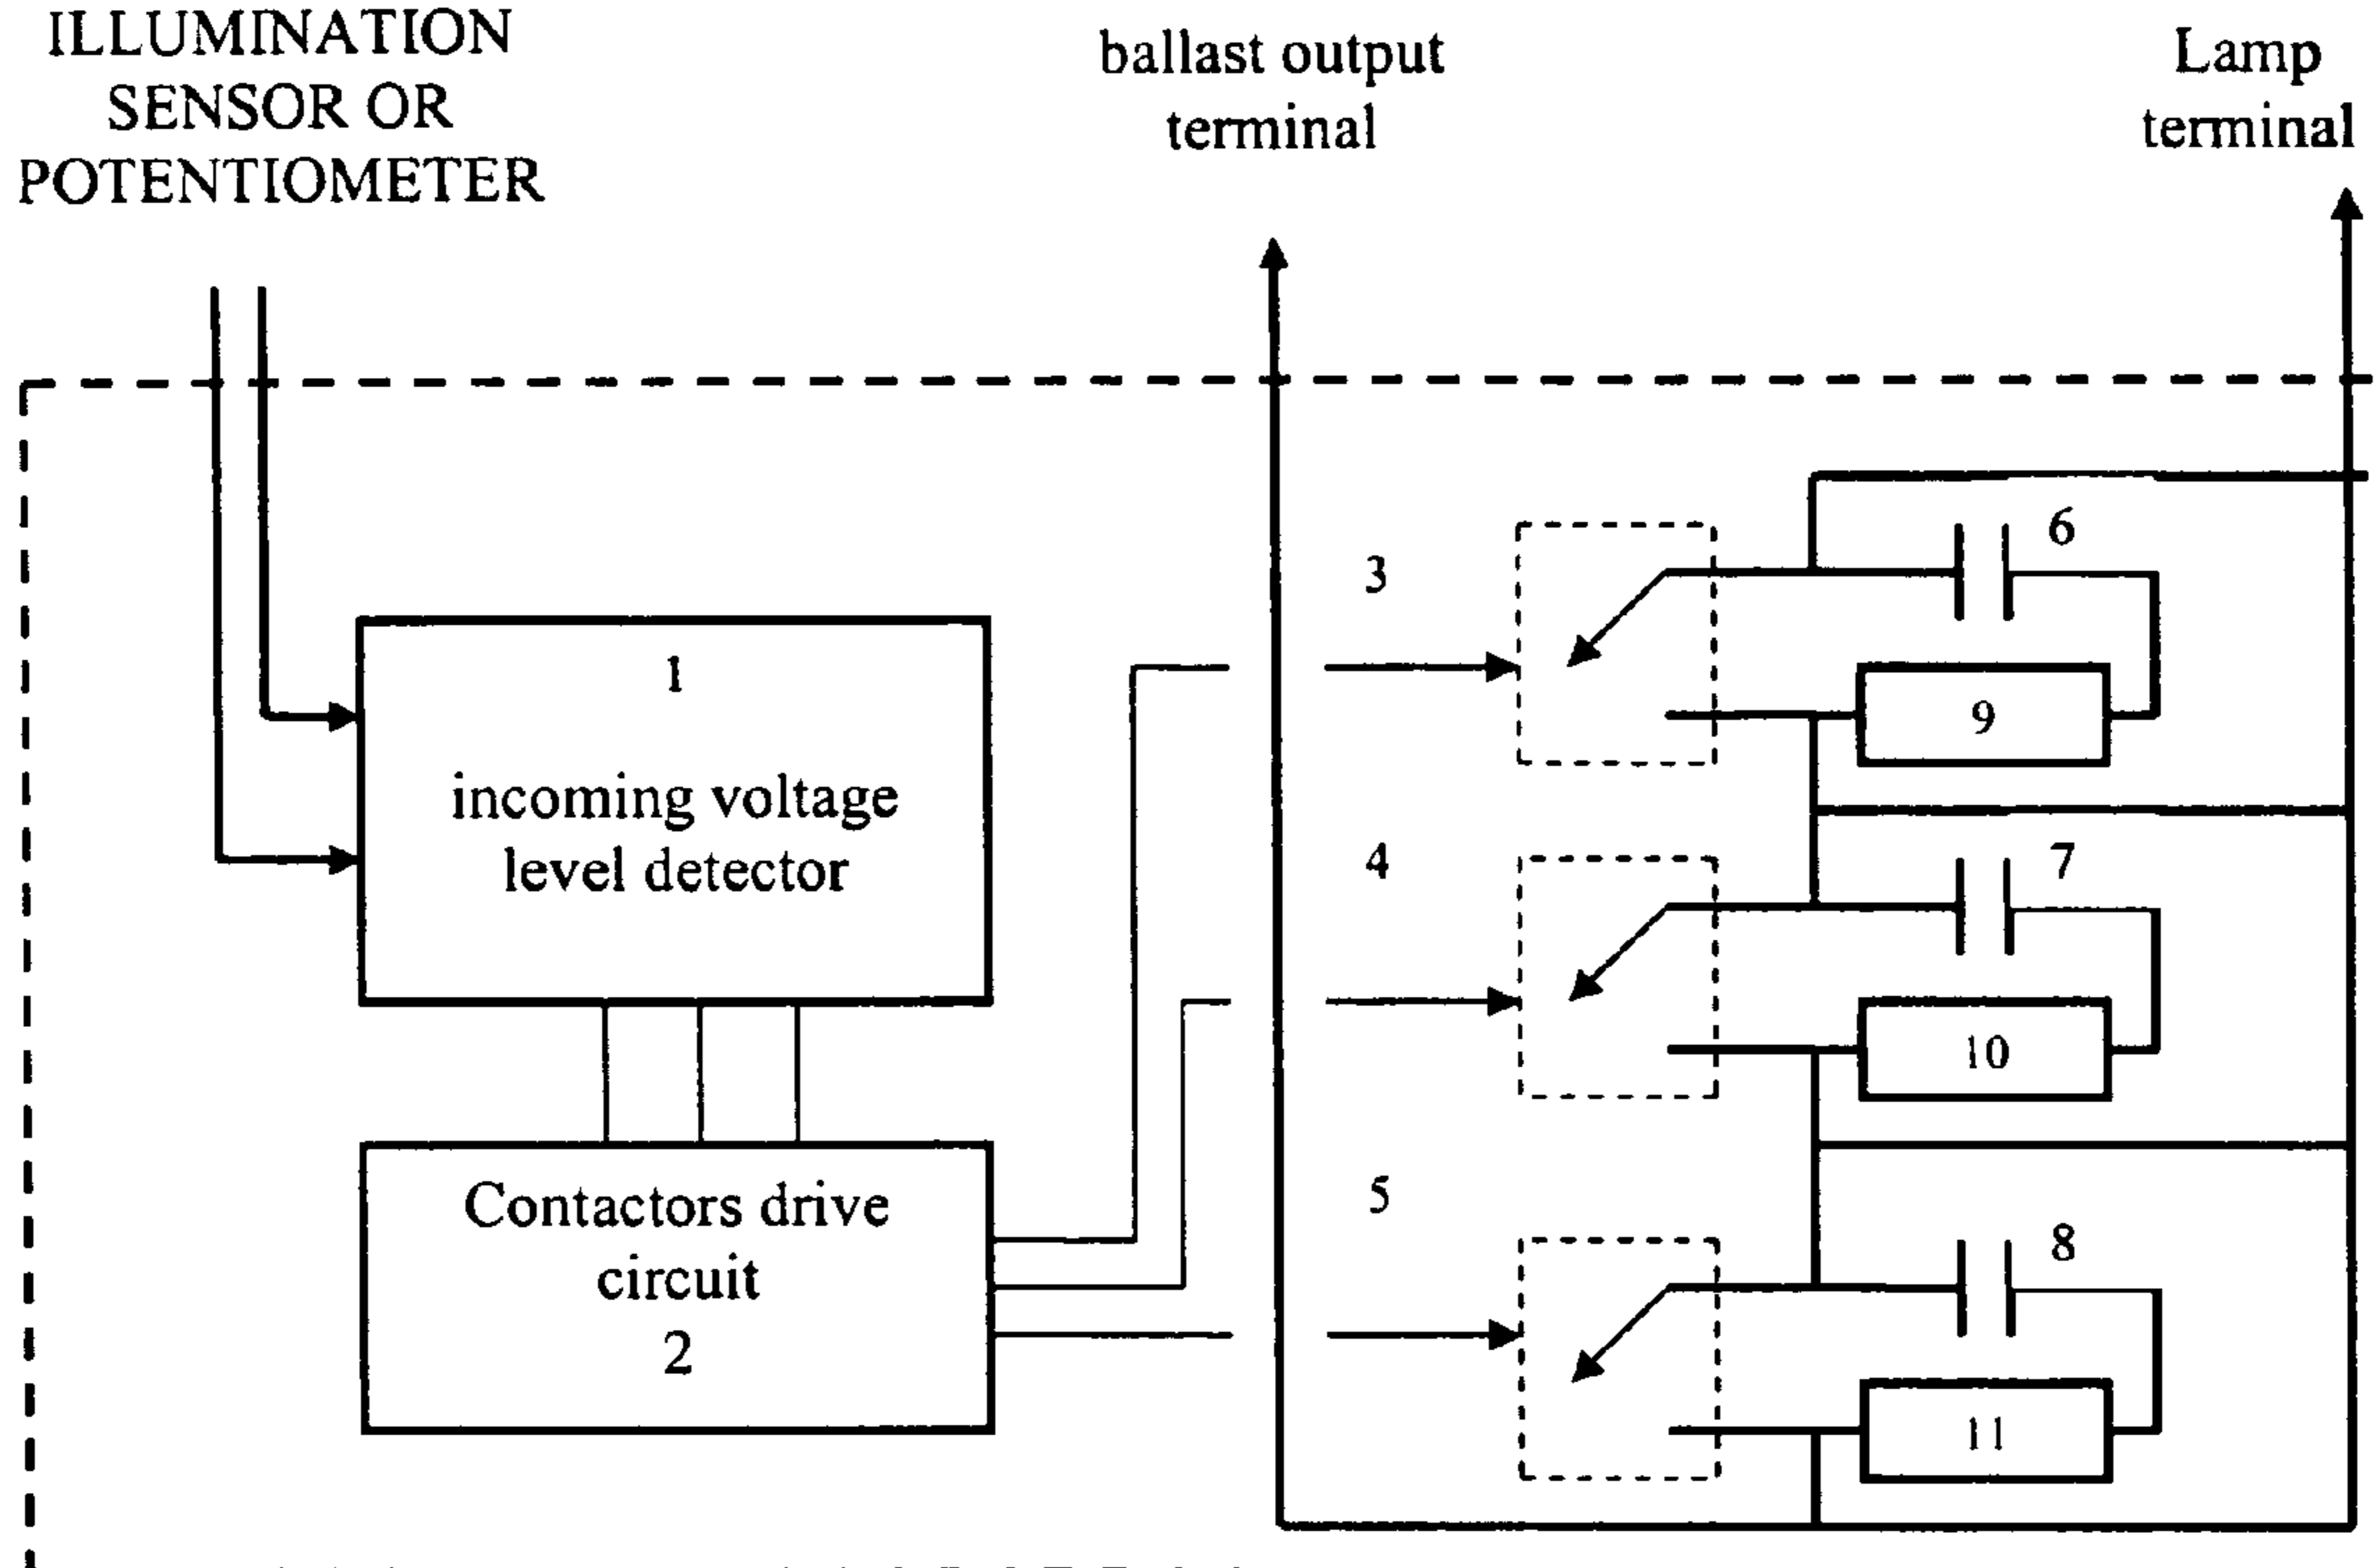 ILLUMINATION
SENSOR OR
POTENTIOMETER
ballast output
terminal
Lamp
terminal
1
incoming voltage
level detector
Contactors drive
circuit
2
3
6
9
4
7
10
5
8
11